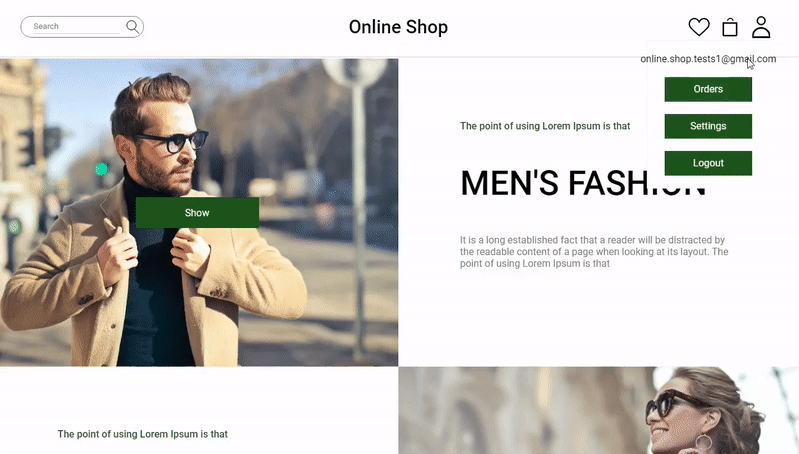 Search
Online Shop
online.shop.tests1@gmail.com
Orders
Settings
Logout
The point of using Lorem Ipsum is that
MEN'S FASHION
Show
It is a long established fact that a reader will be distracted by
the readable content of a page when looking at its layout. The
point of using Lorem Ipsum is that
The point of using Lorem Ipsum is that